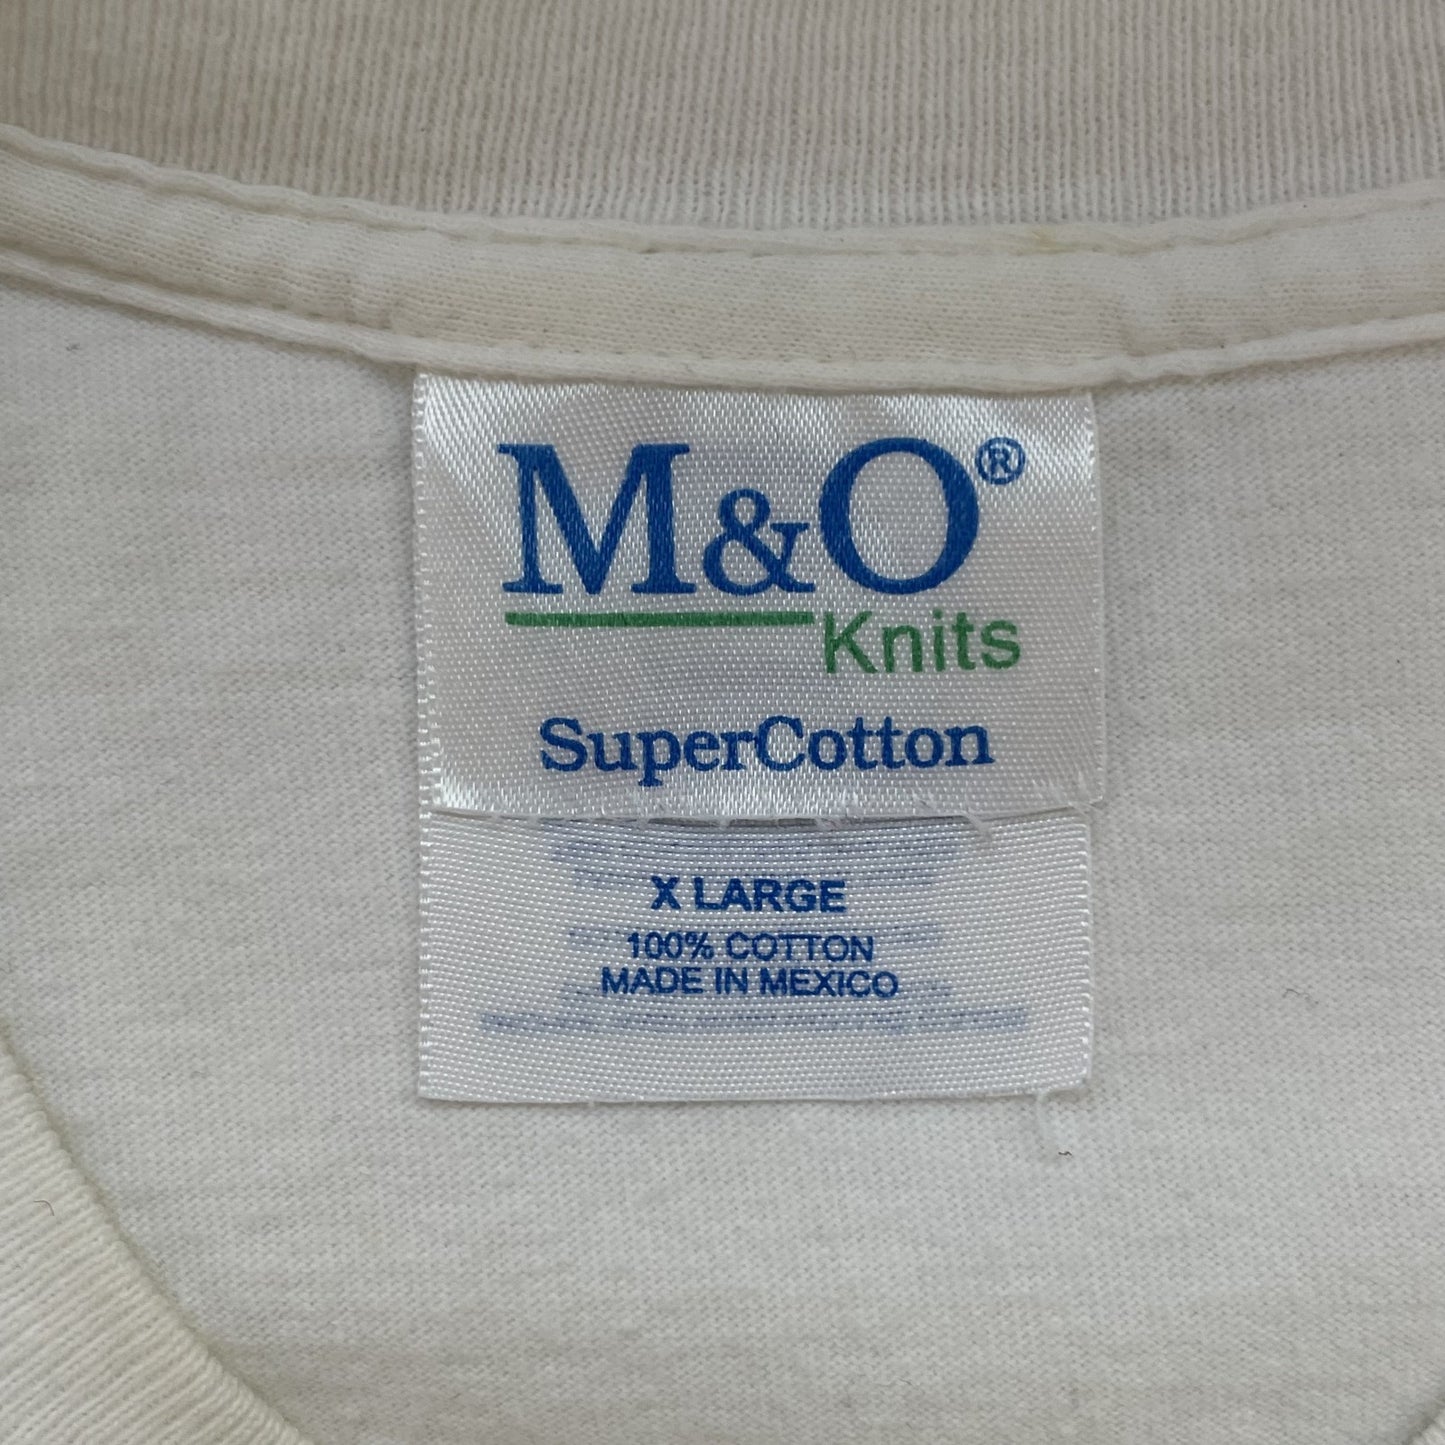 M&O®
Knits
SuperCotton
X LARGE
100% COTTON
MADE IN MEXICO